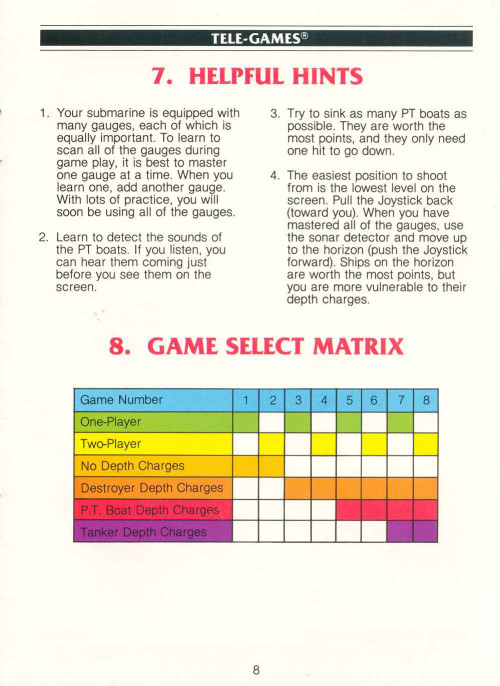 TELE-GAMES®
7. HELPFUL HINTS
1. Your submarine is equipped with
many gauges, each of which is
equally important. To learn to
scan all of the gauges during
game play, it is best to master
one gauge at a time. When you
learn one, add another gauge.
With lots of practice, you will
soon be using all of the gauges.
2. Learn to detect the sounds of
the PT boats. If you listen, you
can hear them coming just
before you see them on the
screen.
3. Try to sink as many PT boats as
possible. They are worth the
most points, and they only need
one hit to go down.
4. The easiest position to shoot
from is the lowest level on the
screen. Pull the Joystick back
(toward you). When you have
mastered all of the gauges, use
the sonar detector and move up
to the horizon (push the Joystick
forward). Ships on the horizon
are worth the most points, but
you are more vulnerable to their
depth charges.
8. GAME SELECT MATRIX
Game Number 1 2 3 4 5 6 7 8
One-Player
Two-Player
No Depth Charges
Destroyer Depth Charges
P.T. Boat Depth Charges
Tanker Depth Charges
8